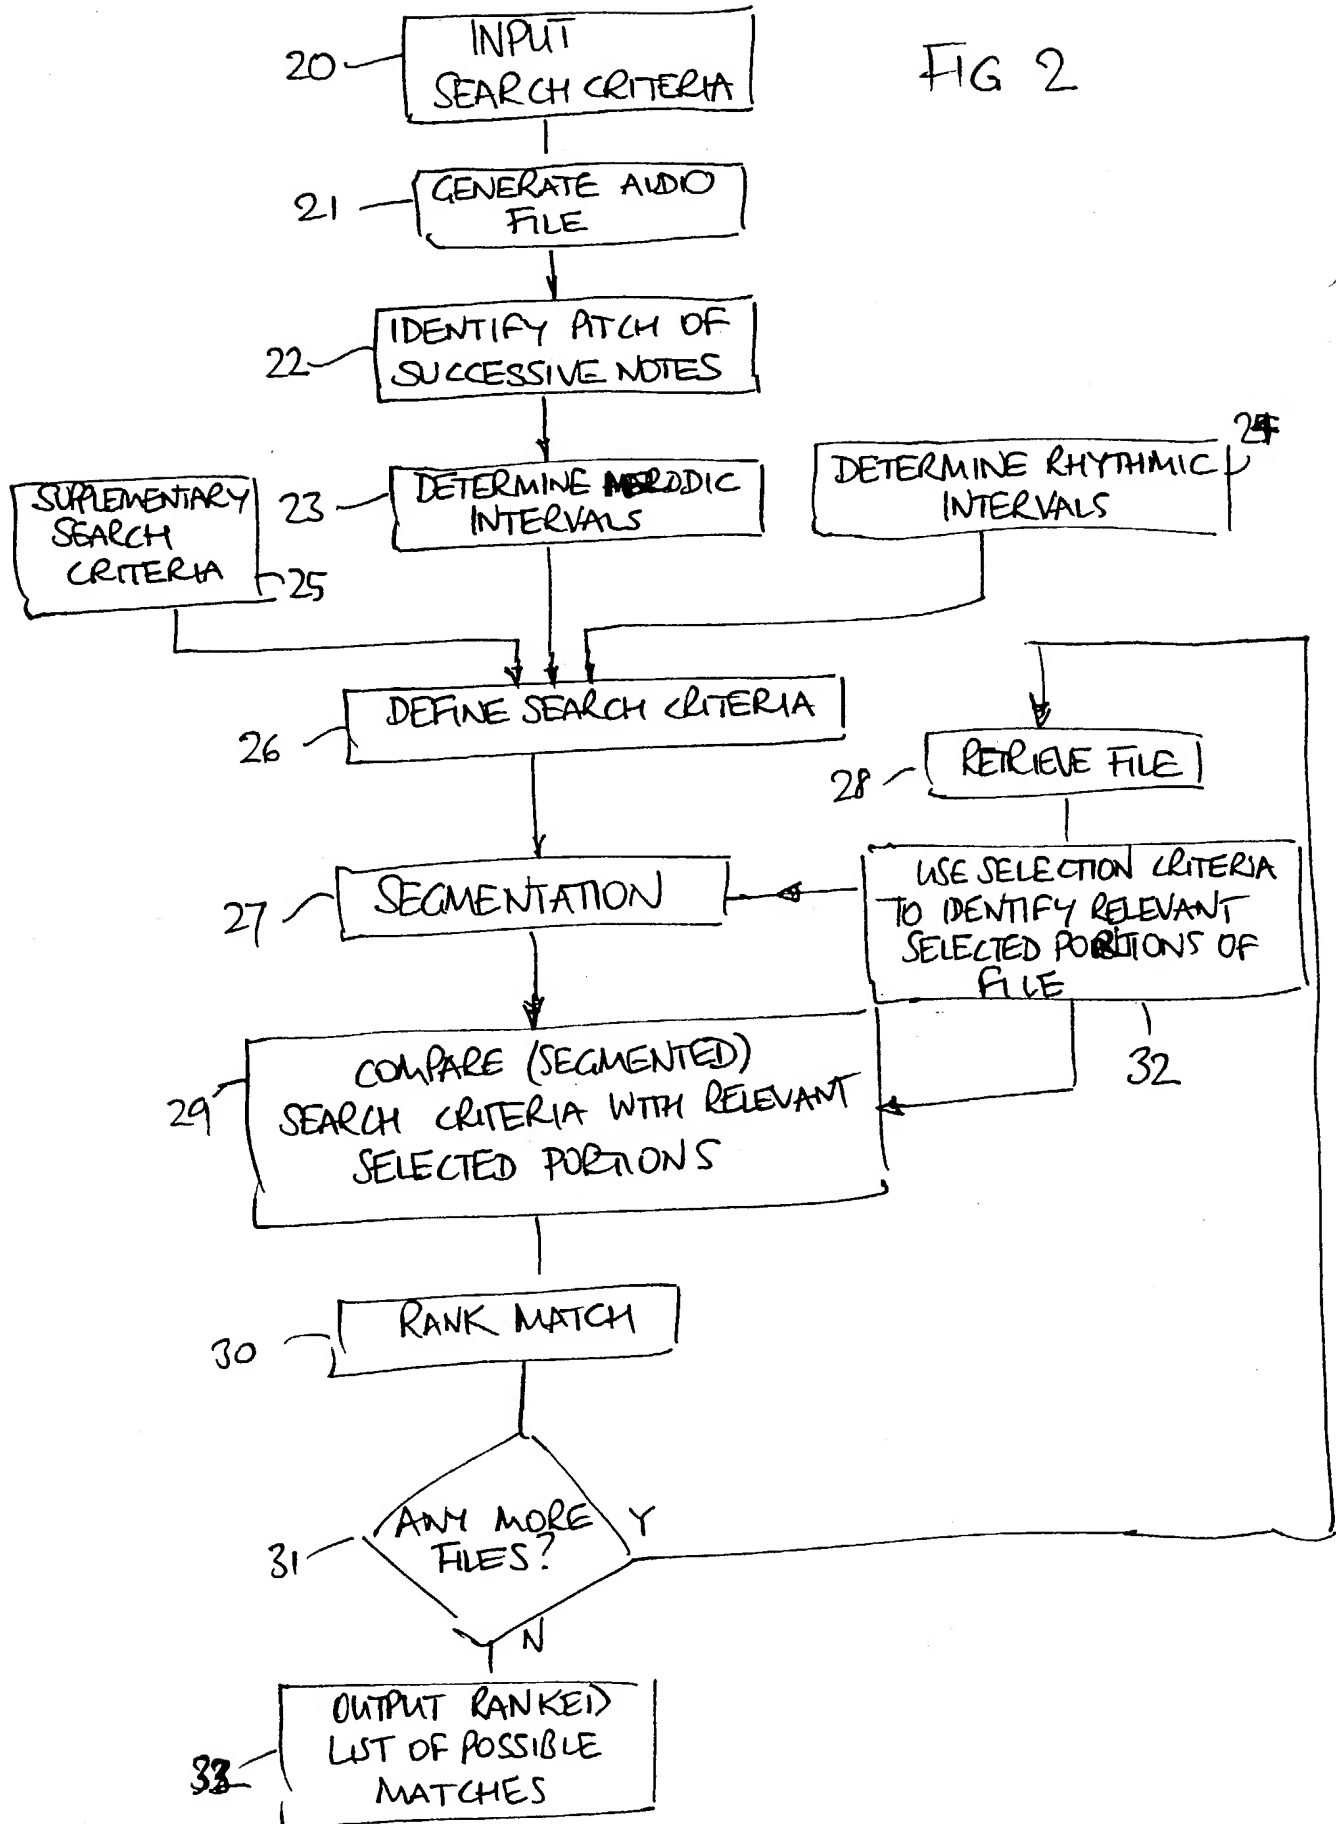 FIG 2
20
INPUT
SEARCH CRITERIA
21
GENERATE AUDIO
FILE
22
IDENTIFY PITCH OF
SUCCESSIVE NOTES
SUPPLEMENTARY
SEARCH
CRITERIA
25
23
DETERMINE MELODIC
INTERVALS
24
DETERMINE RHYTHMIC
INTERVALS
26
DEFINE SEARCH CRITERIA
28
RETRIEVE FILE
27
SEGMENTATION
USE SELECTION CRITERIA
TO IDENTIFY RELEVANT
SELECTED PORTIONS OF
FILE
32
29
COMPARE (SEGMENTED)
SEARCH CRITERIA WITH RELEVANT
SELECTED PORTIONS
30
RANK MATCH
31
ANY MORE
FILES?
Y
N
33
OUTPUT RANKED
LIST OF POSSIBLE
MATCHES